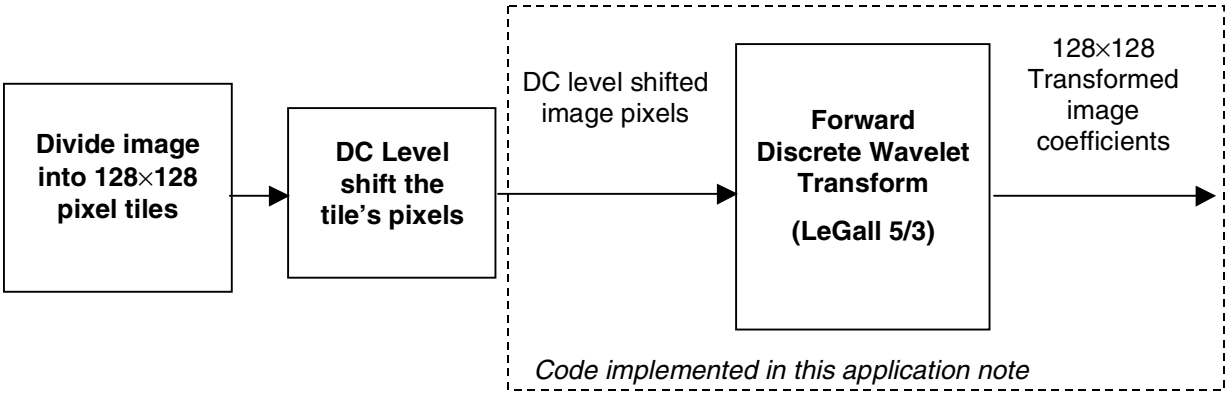 Divide image
into 128×128
pixel tiles
DC Level
shift the
tile's pixels
DC level shifted
image pixels
Forward
Discrete Wavelet
Transform
(LeGall 5/3)
128×128
Transformed
image
coefficients
Code implemented in this application note